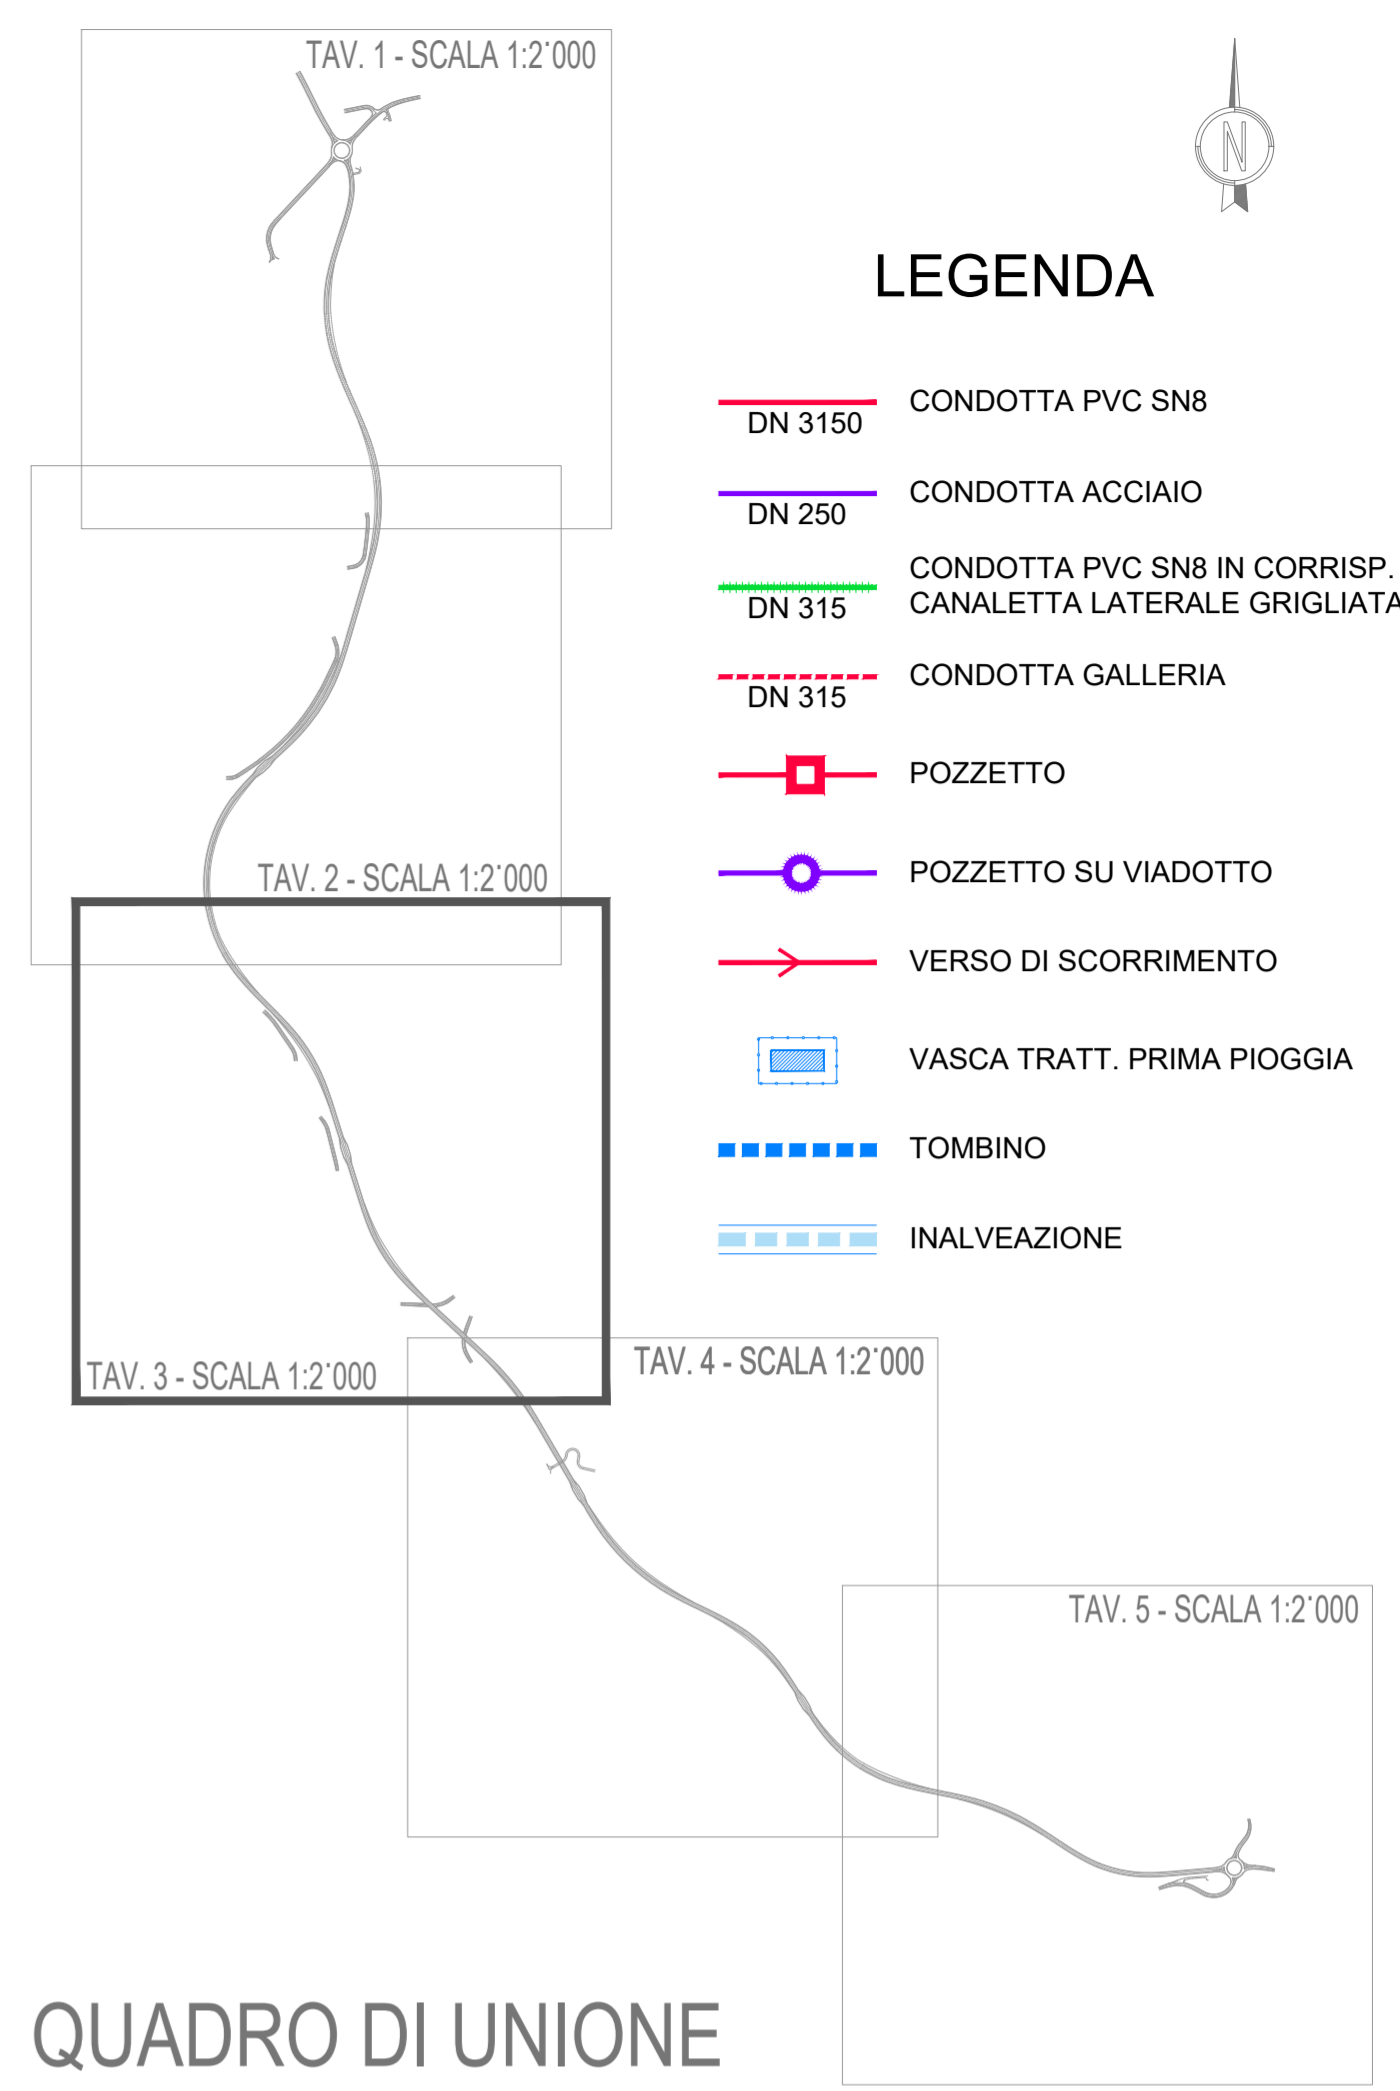 TAV. 1 - SCALA 1:2˙000
N
LEGENDA
CONDOTTA PVC SN8
DN 3150
CONDOTTA ACCIAIO
DN 250
CONDOTTA PVC SN8 IN CORRISP.
CANALETTA LATERALE GRIGLIATA
DN 315
CONDOTTA GALLERIA
DN 315
POZZETTO
POZZETTO SU VIADOTTO
TAV. 2 - SCALA 1:2˙000
VERSO DI SCORRIMENTO
VASCA TRATT. PRIMA PIOGGIA
TOMBINO
INALVEAZIONE
TAV. 3 - SCALA 1:2˙000
TAV. 4 - SCALA 1:2˙000
TAV. 5 - SCALA 1:2˙000
QUADRO DI UNIONE